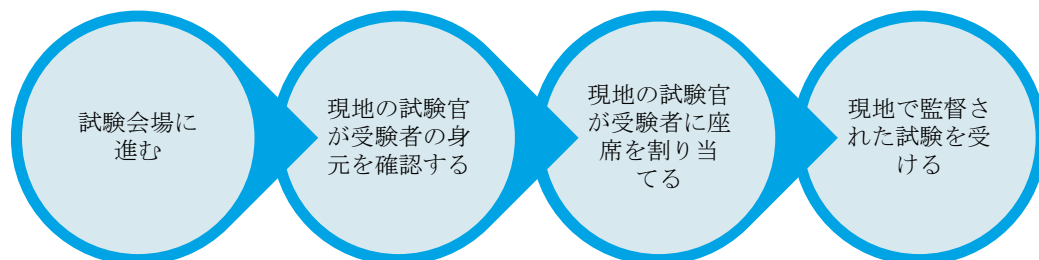 試験会場に
進む
現地の試験官
が受験者の身
元を確認する
現地の試験官
が受験者に座
席を割り当
てる
現地で監督さ
れた試験を受
ける